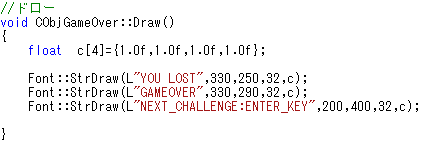 //ドロー
void CObjGameOver::Draw()
{
    float  c[4]={1.0f,1.0f,1.0f,1.0f};
    Font::StrDraw(L"YOU LOST",330,250,32,c);
    Font::StrDraw(L"GAMEOVER",330,290,32,c);
    Font::StrDraw(L"NEXT_CHALLENGE:ENTER_KEY",200,400,32,c);
}